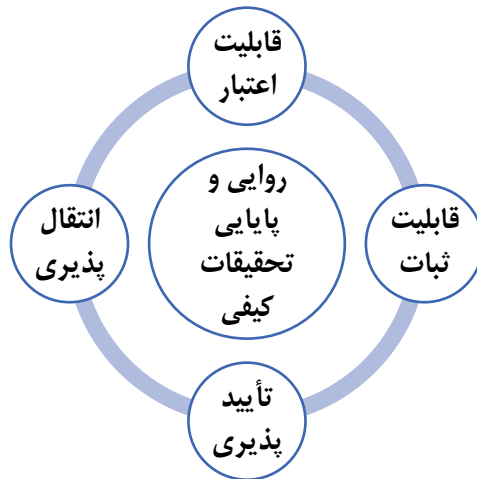 قابلیت
اعتبار
روایی و
پایایی
تحقیقات
کیفی
قابلیت
ثبات
تأیید
پذیری
انتقال
پذیری